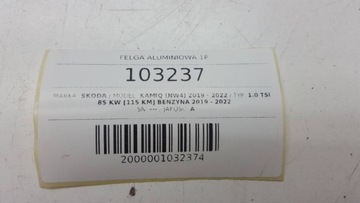 FELGA ALUMINIOWA 1P
103237
MARKA: SKODA / MODEL: KAMIQ (NW4) 2019 - 2022 / TYP: 1.0 TSI
85 KW [115 KM] BENZYNA 2019 - 2022
JAKOŚĆ: A
2000001032374